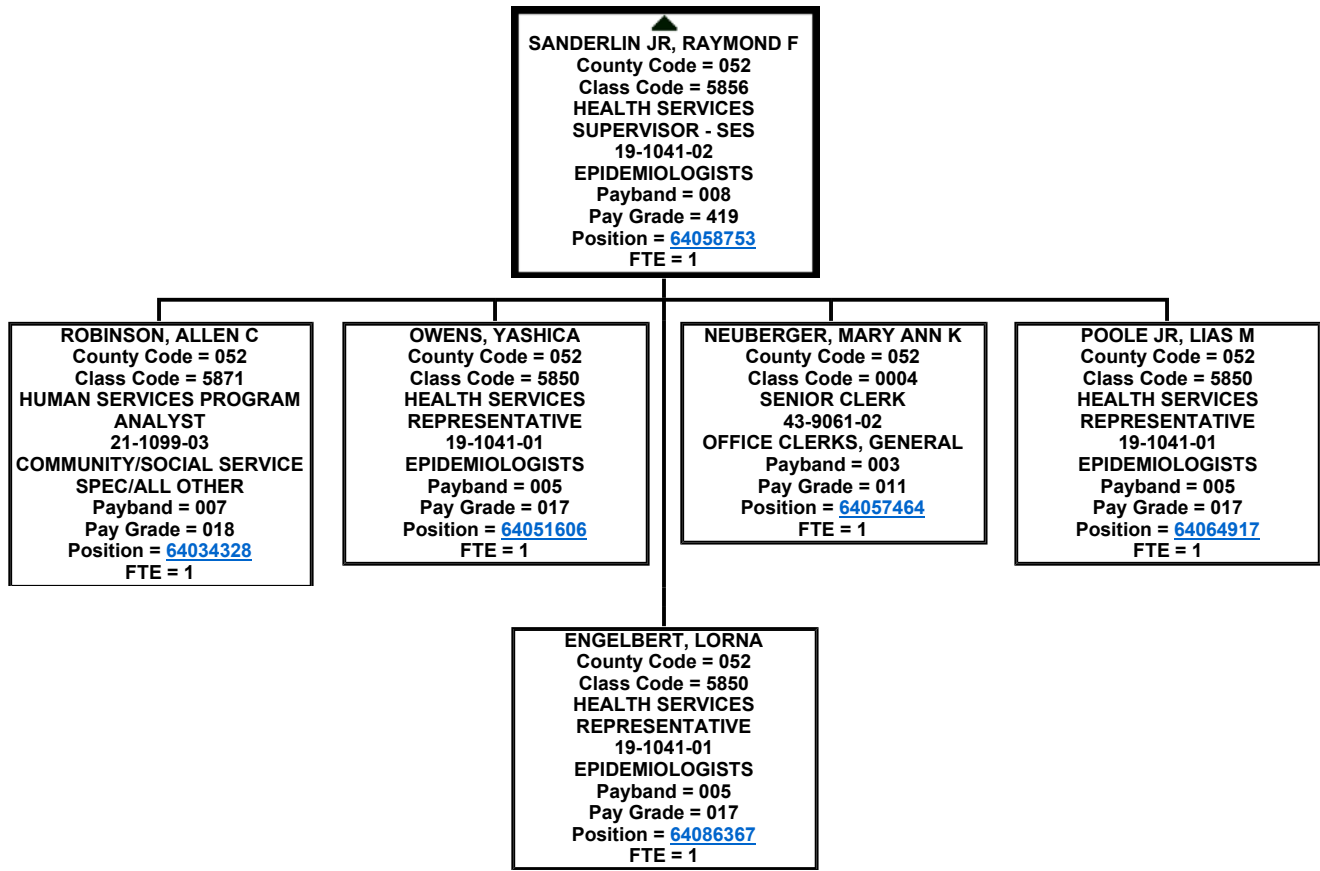 SANDERLIN JR, RAYMOND F
County Code = 052
Class Code = 5856
HEALTH SERVICES
SUPERVISOR - SES
19-1041-02
EPIDEMIOLOGISTS
Payband = 008
Pay Grade = 419
Position = 64058753
FTE = 1
ROBINSON, ALLEN C
County Code = 052
Class Code = 5871
HUMAN SERVICES PROGRAM
ANALYST
21-1099-03
COMMUNITY/SOCIAL SERVICE
SPEC/ALL OTHER
Payband = 007
Pay Grade = 018
Position = 64034328
FTE = 1
OWENS, YASHICA
County Code = 052
Class Code = 5850
HEALTH SERVICES
REPRESENTATIVE
19-1041-01
EPIDEMIOLOGISTS
Payband = 005
Pay Grade = 017
Position = 64051606
FTE = 1
NEUBERGER, MARY ANN K
County Code = 052
Class Code = 0004
SENIOR CLERK
43-9061-02
OFFICE CLERKS, GENERAL
Payband = 003
Pay Grade = 011
Position = 64057464
FTE = 1
POOLE JR, LIAS M
County Code = 052
Class Code = 5850
HEALTH SERVICES
REPRESENTATIVE
19-1041-01
EPIDEMIOLOGISTS
Payband = 005
Pay Grade = 017
Position = 64064917
FTE = 1
ENGELBERT, LORNA
County Code = 052
Class Code = 5850
HEALTH SERVICES
REPRESENTATIVE
19-1041-01
EPIDEMIOLOGISTS
Payband = 005
Pay Grade = 017
Position = 64086367
FTE = 1